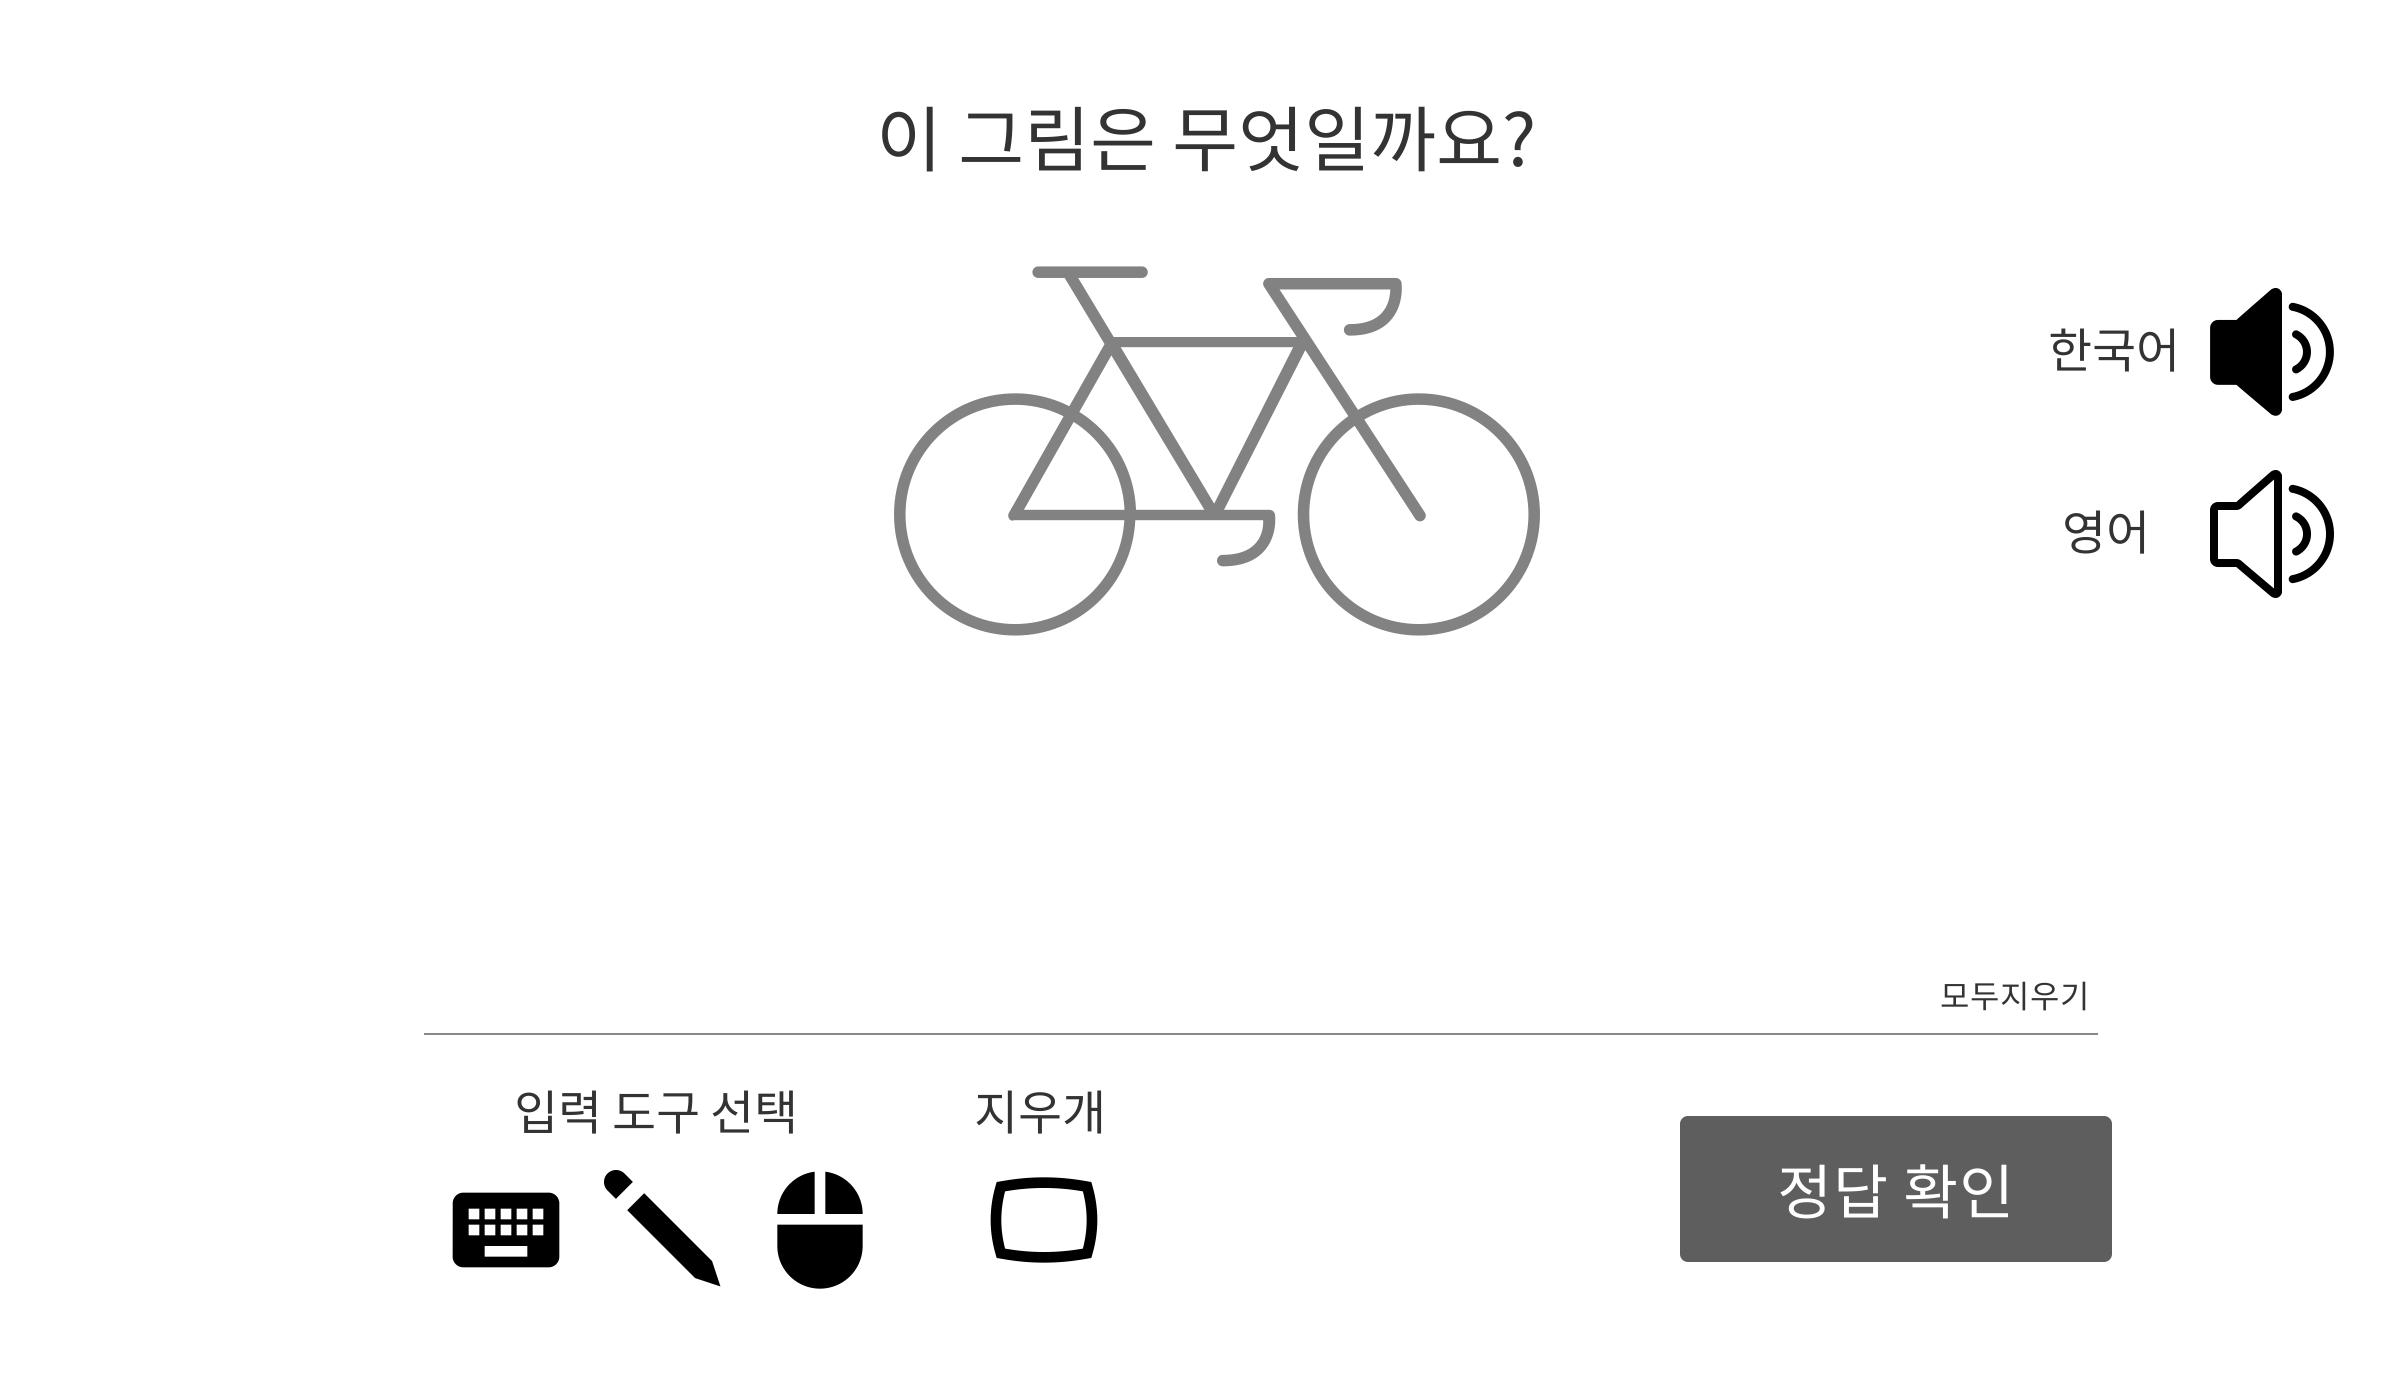 이 그림은 무엇일까요?
한국어
영어
모두지우기
입력 도구 선택
지우개
정답 확인